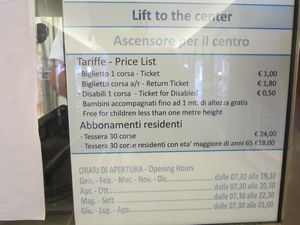 Lift to the center
Ascensore per il centro
Tariffe - Price List
- Biglietto 1 corsa - Ticket € 1,00
- Biglietto corsa a/r - Return Ticket € 1,80
- Disabili 1 corsa - Ticket for Disabled € 0,50
- Bambini accompagnati fino ad 1 mt. di altezza gratis
Free for children less than one metre height
Abbonamenti residenti
- Tessera 30 corse € 24,00
- Tessera 30 corse residenti con eta' maggiore di anni 65 €18,00
ORARI DI APERTURA - Opening Hours
Gen. - Feb. - Mar. - Nov. - Dic. dalle 07,30 alle 19,30
Apr. - Ott. dalle 07,30 alle 20,30
Mag. - Sett. dalle 07,30 alle 22,30
Giu., Lug. - Ago. dalle 07,30 alle 01,00